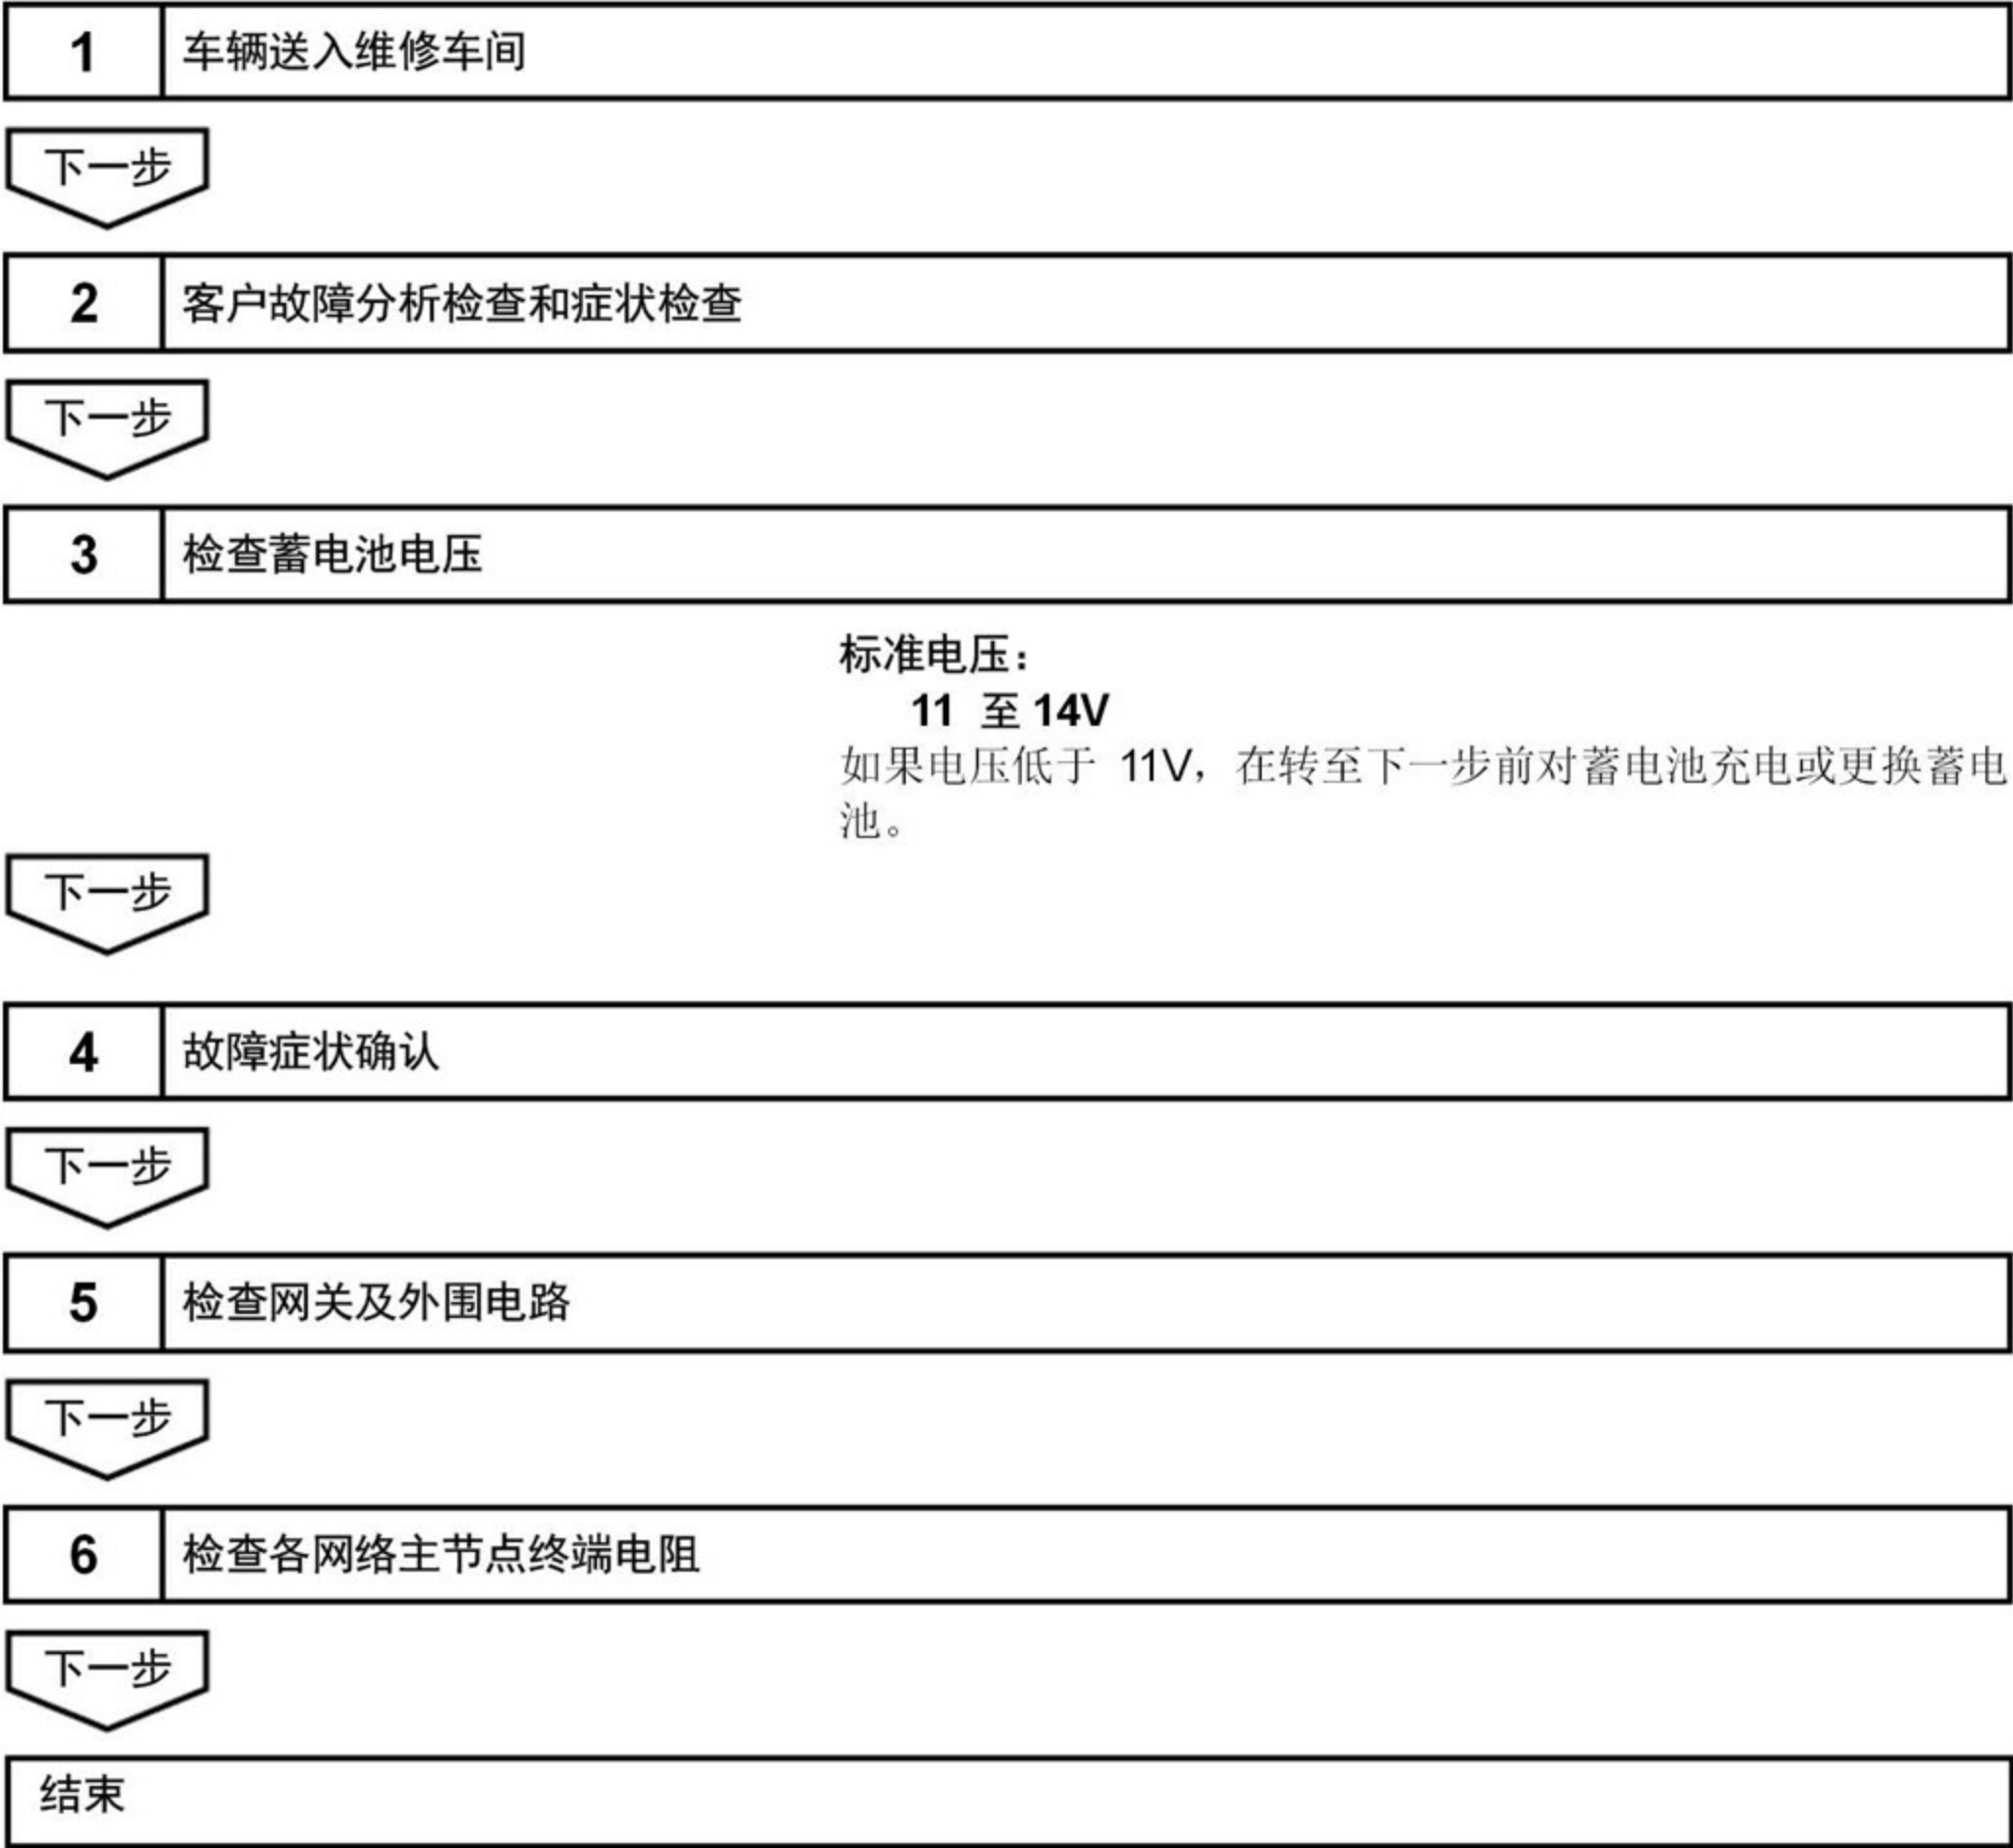 1 车辆送入维修车间
下一步
2 客户故障分析检查和症状检查
下一步
3 检查蓄电池电压
标准电压：
11 至 14V
如果电压低于 11V，在转至下一步前对蓄电池充电或更换蓄电
池。
下一步
4 故障症状确认
下一步
5 检查网关及外围电路
下一步
6 检查各网络主节点终端电阻
下一步
结束